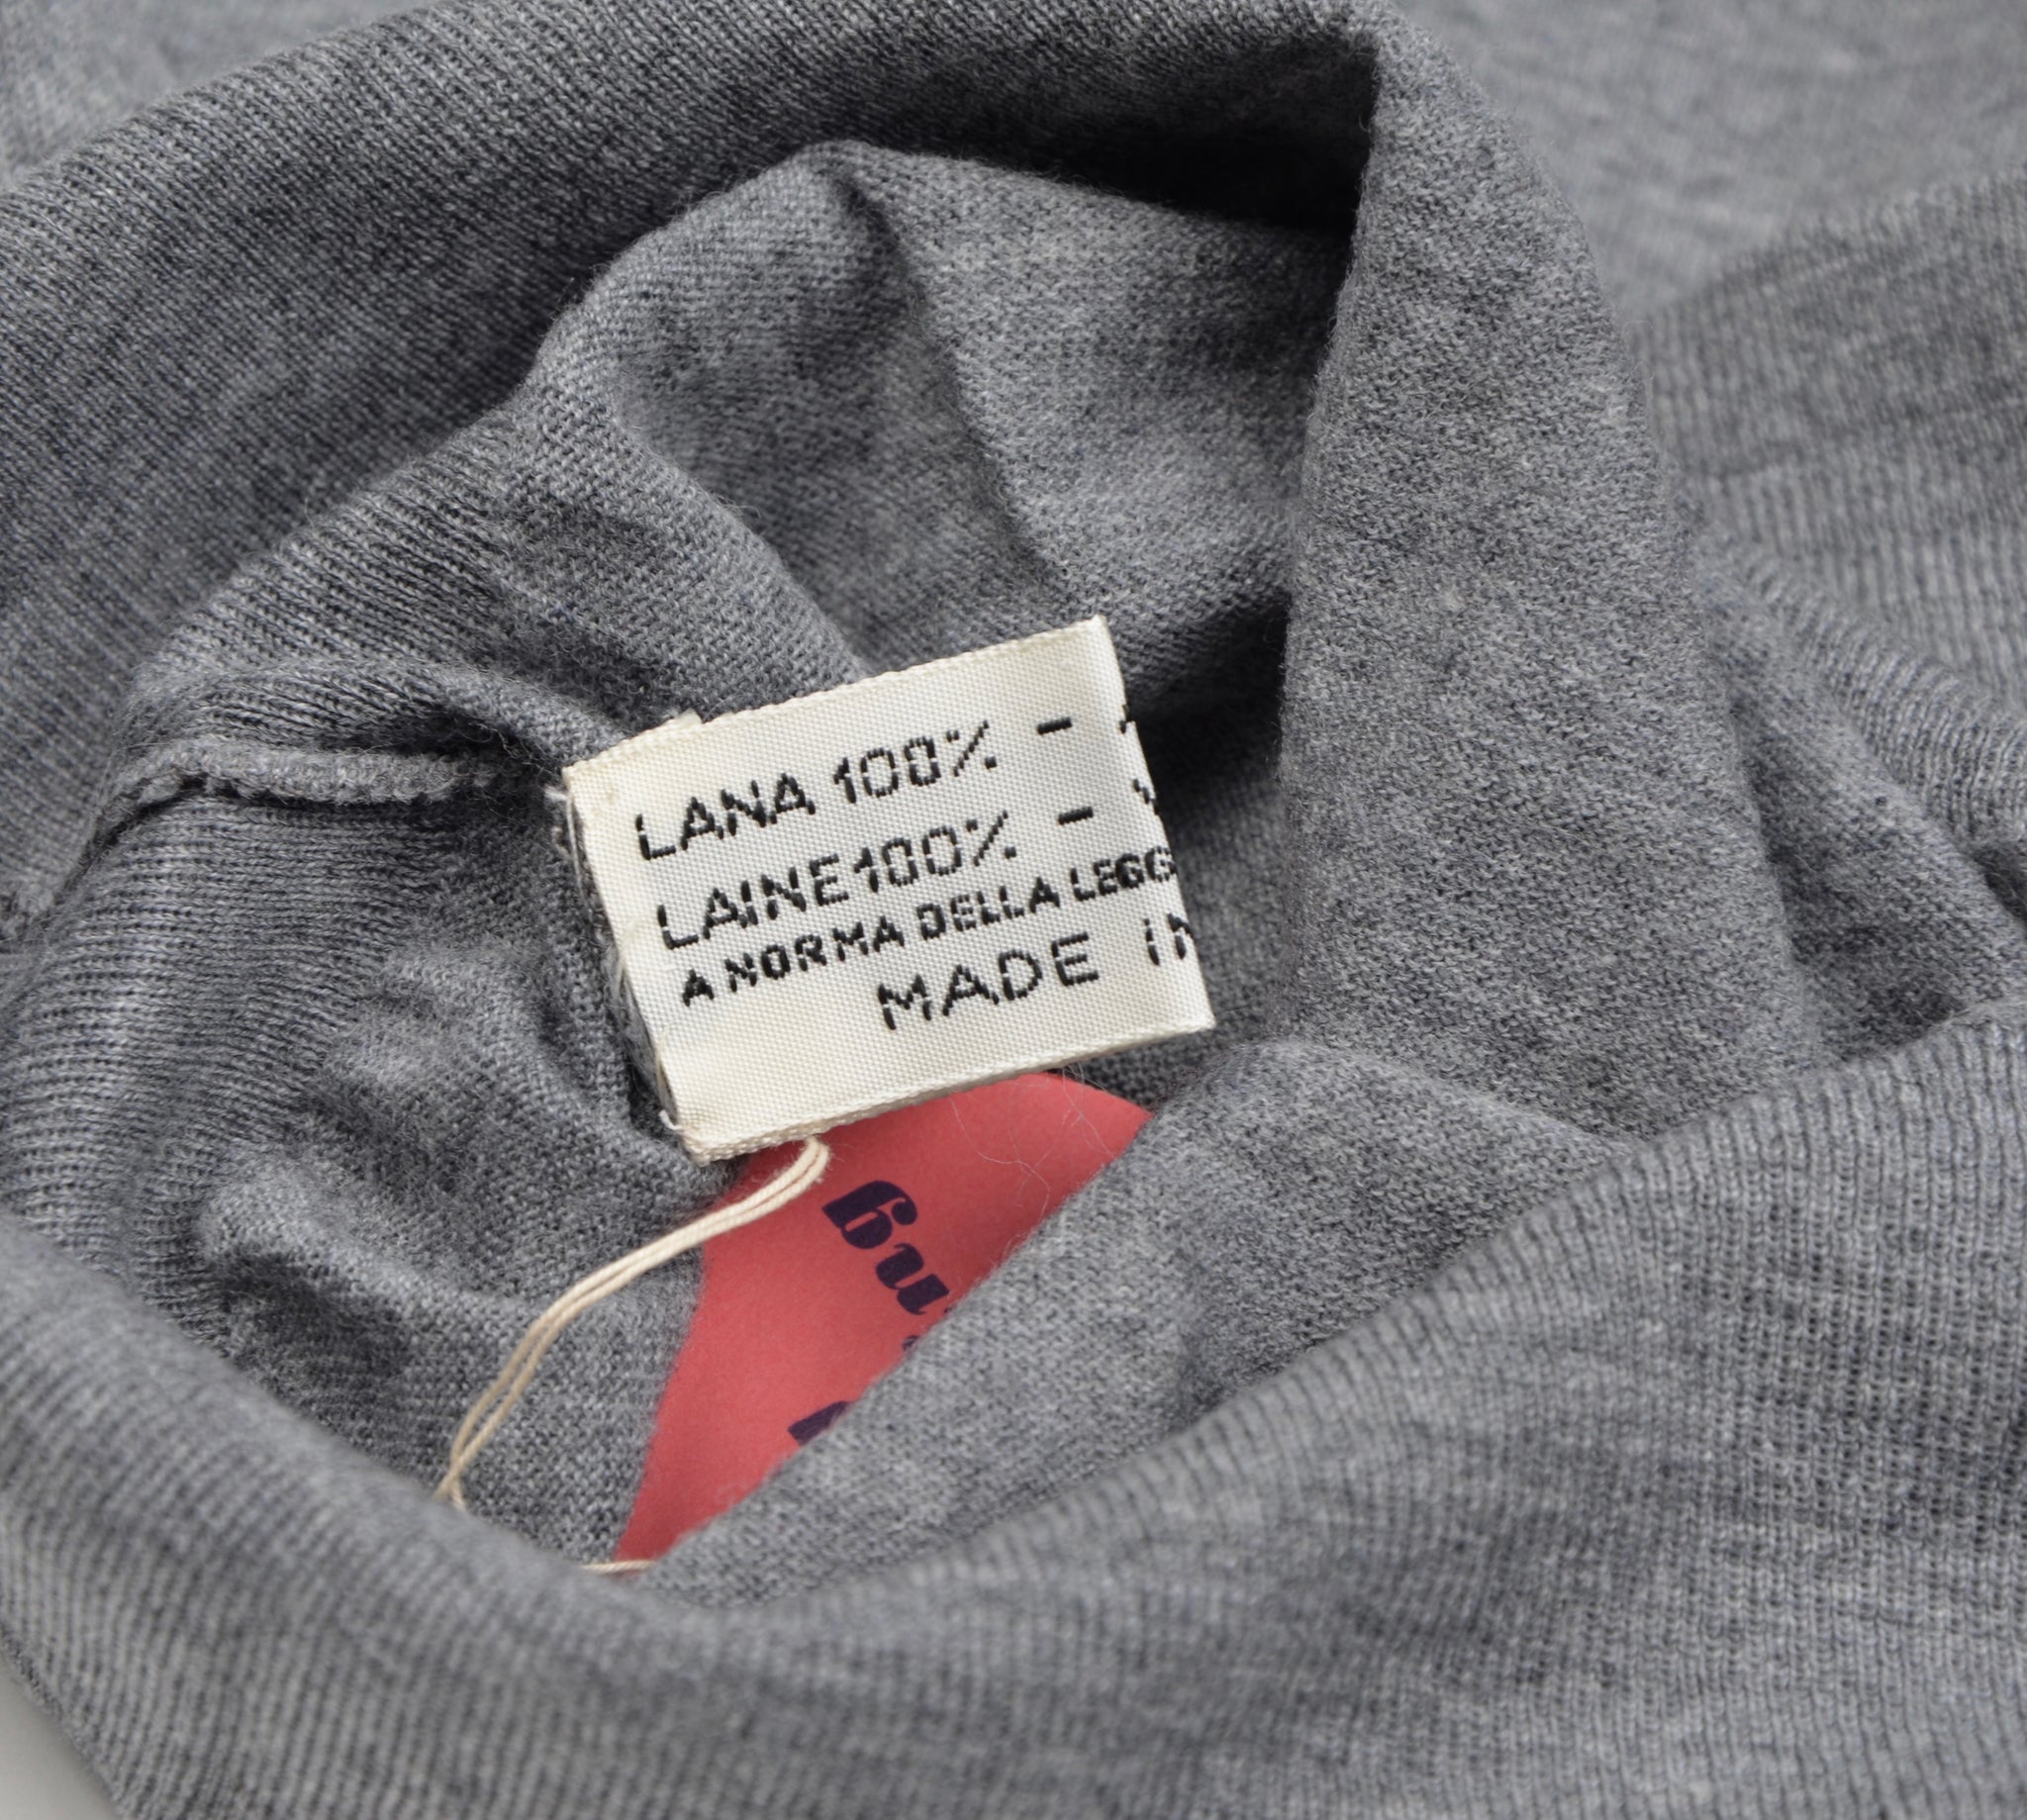 LANA 100% -
LAINE 100% -
A NORMA DELLA LEGG
MADE iN